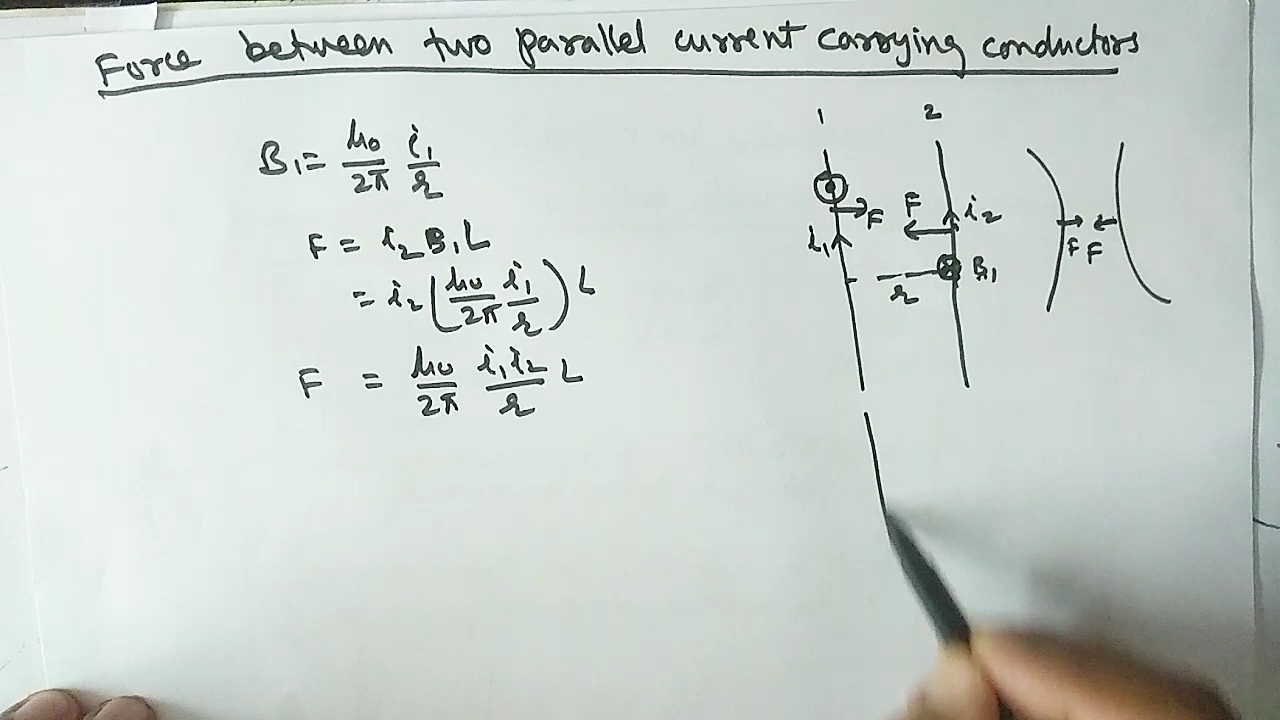 Force between two parallel current carrying conductors
B₁ = μ₀/2π i₁/r
F = i₂ B₁ L
= i₂ (μ₀/2π i₁/r) L
F = μ₀/2π i₁i₂/r L
1 2
F F i₂
i₁ B₁
r
F F